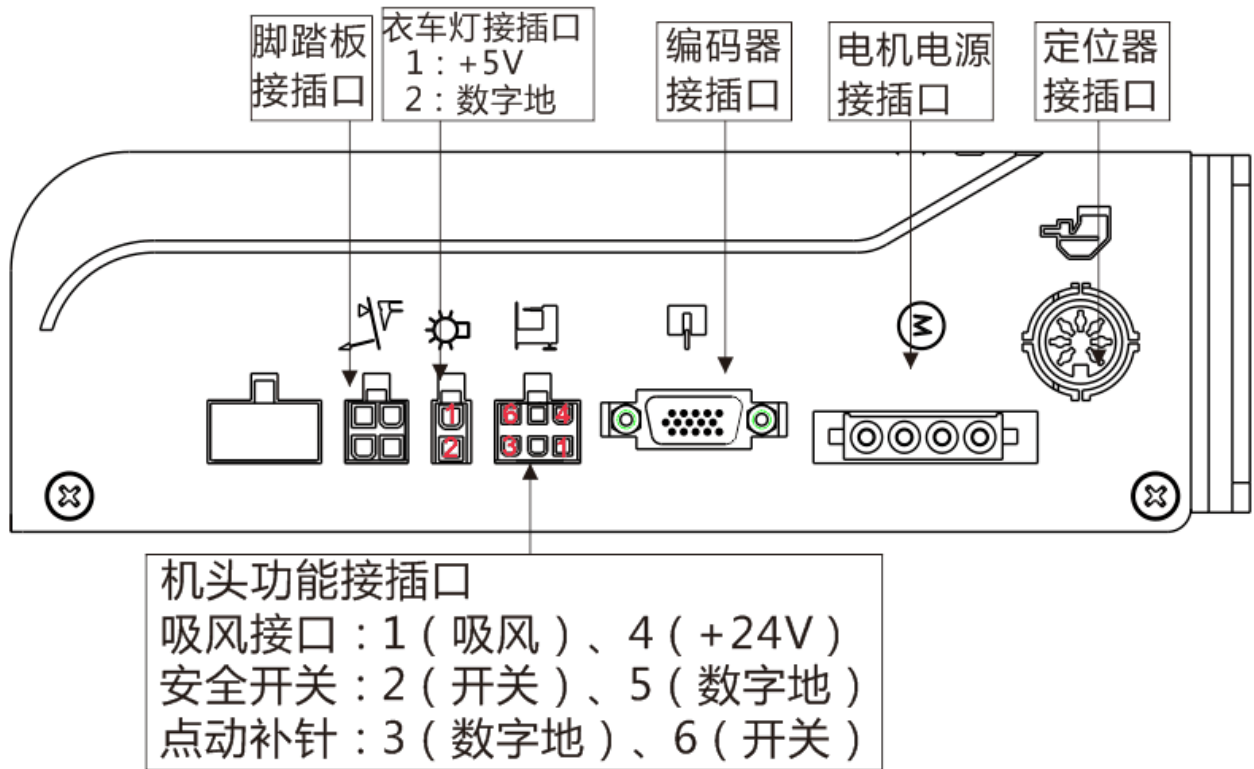 脚踏板
接插口
衣车灯接插口
1：+5V
2：数字地
编码器
接插口
电机电源
接插口
定位器
接插口
M
1
2
6 4
3 1
机头功能接插口
吸风接口：1（吸风）、4（+24V）
安全开关：2（开关）、5（数字地）
点动补针：3（数字地）、6（开关）